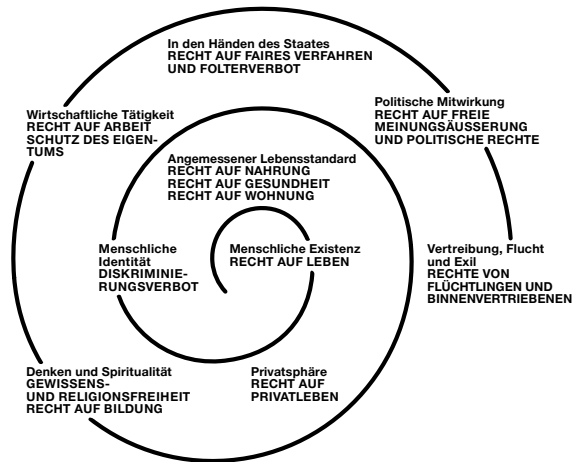 In den Händen des Staates
RECHT AUF FAIRES VERFAHREN
UND FOLTERVERBOT
Wirtschaftliche Tätigkeit
RECHT AUF ARBEIT
SCHUTZ DES EIGEN-
TUMS
Politische Mitwirkung
RECHT AUF FREIE
MEINUNGSÄUSSERUNG
UND POLITISCHE RECHTE
Angemessener Lebensstandard
RECHT AUF NAHRUNG
RECHT AUF GESUNDHEIT
RECHT AUF WOHNUNG
Menschliche
Identität
DISKRIMINIE-
RUNGSVERBOT
Menschliche Existenz
RECHT AUF LEBEN
Vertreibung, Flucht
und Exil
RECHTE VON
FLÜCHTLINGEN UND
BINNENVERTRIEBENEN
Denken und Spiritualität
GEWISSENS-
UND RELIGIONSFREIHEIT
RECHT AUF BILDUNG
Privatsphäre
RECHT AUF
PRIVATLEBEN